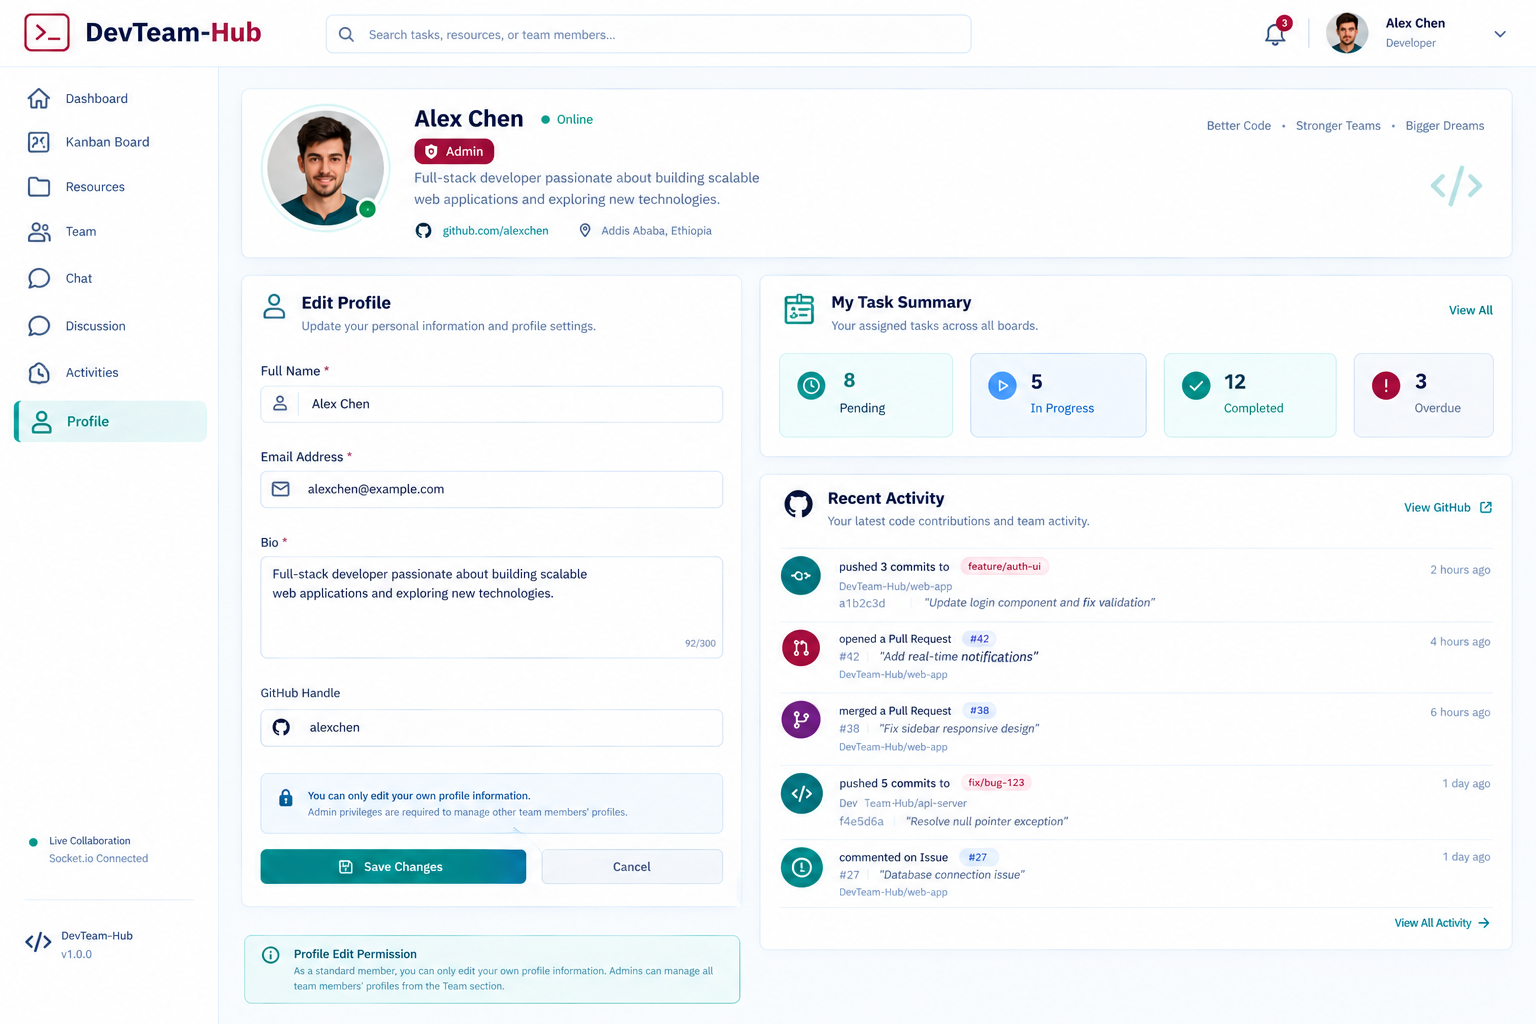 DevTeam-Hub
Search tasks, resources, or team members...
3
Alex Chen
Developer
Dashboard
Kanban Board
Resources
Team
Chat
Discussion
Activities
Profile
Live Collaboration
Socket.io Connected
DevTeam-Hub
v1.0.0
Alex Chen
Online
Admin
Full-stack developer passionate about building scalable
web applications and exploring new technologies.
github.com/alexchen
Addis Ababa, Ethiopia
Better Code • Stronger Teams • Bigger Dreams
</>
Edit Profile
Update your personal information and profile settings.
Full Name *
Alex Chen
Email Address *
alexchen@example.com
Bio *
Full-stack developer passionate about building scalable
web applications and exploring new technologies.
92/300
GitHub Handle
alexchen
You can only edit your own profile information.
Admin privileges are required to manage other team members' profiles.
Save Changes
Cancel
Profile Edit Permission
As a standard member, you can only edit your own profile information. Admins can manage all
team members' profiles from the Team section.
My Task Summary
Your assigned tasks across all boards.
View All
8
Pending
5
In Progress
12
Completed
3
Overdue
Recent Activity
Your latest code contributions and team activity.
View GitHub
pushed 3 commits to feature/auth-ui
2 hours ago
DevTeam-Hub/web-app
a1b2c3d "Update login component and fix validation"
opened a Pull Request #42
4 hours ago
#42 "Add real-time notifications"
DevTeam-Hub/web-app
merged a Pull Request #38
6 hours ago
#38 "Fix sidebar responsive design"
DevTeam-Hub/web-app
pushed 5 commits to fix/bug-123
1 day ago
Dev Team-Hub/api-server
f4e5d6a "Resolve null pointer exception"
commented on Issue #27
1 day ago
#27 "Database connection issue"
DevTeam-Hub/web-app
View All Activity